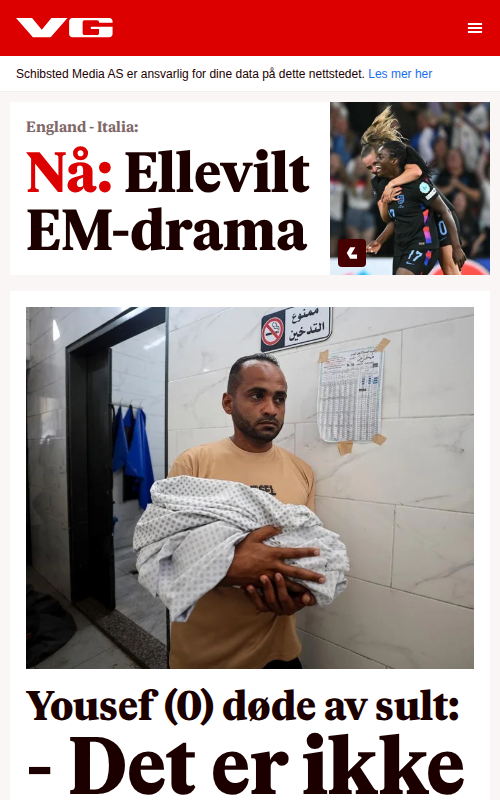 VG
Schibsted Media AS er ansvarlig for dine data på dette nettstedet. Les mer her
England - Italia:
Nå: Ellevilt
EM-drama
17
ممنوع
التدخين
Yousef (0) døde av sult:
- Det er ikke